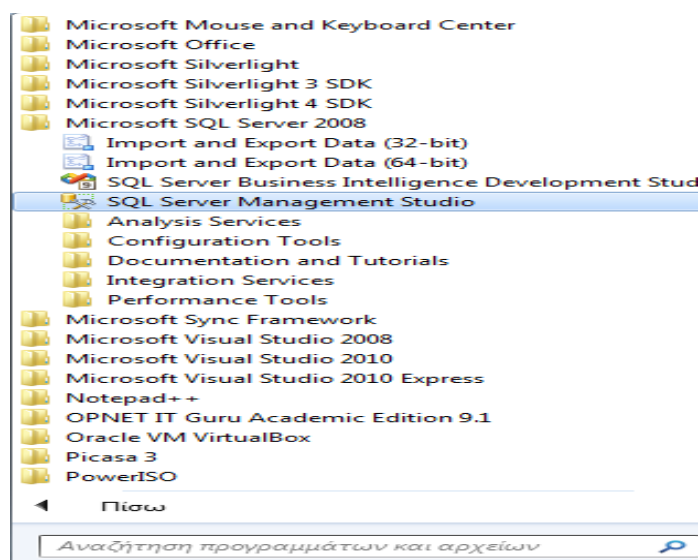 Microsoft Mouse and Keyboard Center
Microsoft Office
Microsoft Silverlight
Microsoft Silverlight 3 SDK
Microsoft Silverlight 4 SDK
Microsoft SQL Server 2008
Import and Export Data (32-bit)
Import and Export Data (64-bit)
SQL Server Business Intelligence Development Stud
SQL Server Management Studio
Analysis Services
Configuration Tools
Documentation and Tutorials
Integration Services
Performance Tools
Microsoft Sync Framework
Microsoft Visual Studio 2008
Microsoft Visual Studio 2010
Microsoft Visual Studio 2010 Express
Notepad++
OPNET IT Guru Academic Edition 9.1
Oracle VM VirtualBox
Picasa 3
PowerISO
Πίσω
Αναζήτηση προγραμμάτων και αρχείων